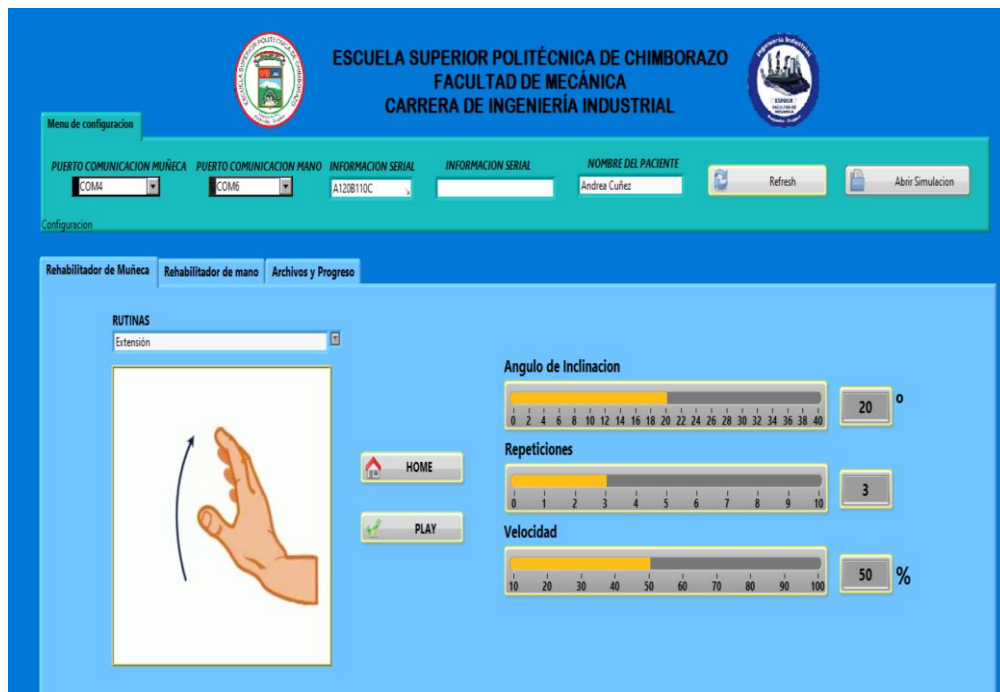 ESCUELA SUPERIOR POLITÉCNICA DE CHIMBORAZO
FACULTAD DE MECÁNICA
CARRERA DE INGENIERÍA INDUSTRIAL
Menu de configuracion
PUERTO COMUNICACION MUÑECA PUERTO COMUNICACION MANO INFORMACION SERIAL INFORMACION SERIAL NOMBRE DEL PACIENTE
COM4 COM6 A120B110C Andrea Cuñez Refresh Abrir Simulacion
Configuracion
Rehabilitador de Muñeca Rehabilitador de mano Archivos y Progreso
RUTINAS
Extensión
Angulo de Inclinacion
0 2 4 6 8 10 12 14 16 18 20 22 24 26 28 30 32 34 36 38 40 20 °
Repeticiones
HOME
0 1 2 3 4 5 6 7 8 9 10 3
PLAY
Velocidad
10 20 30 40 50 60 70 80 90 100 50 %